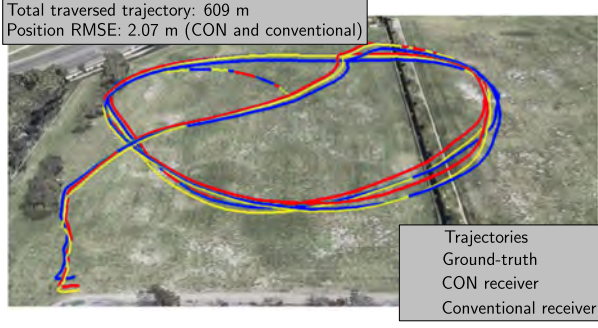 Total traversed trajectory: 609 m
Position RMSE: 2.07 m (CON and conventional)
Trajectories
Ground-truth
CON receiver
Conventional receiver